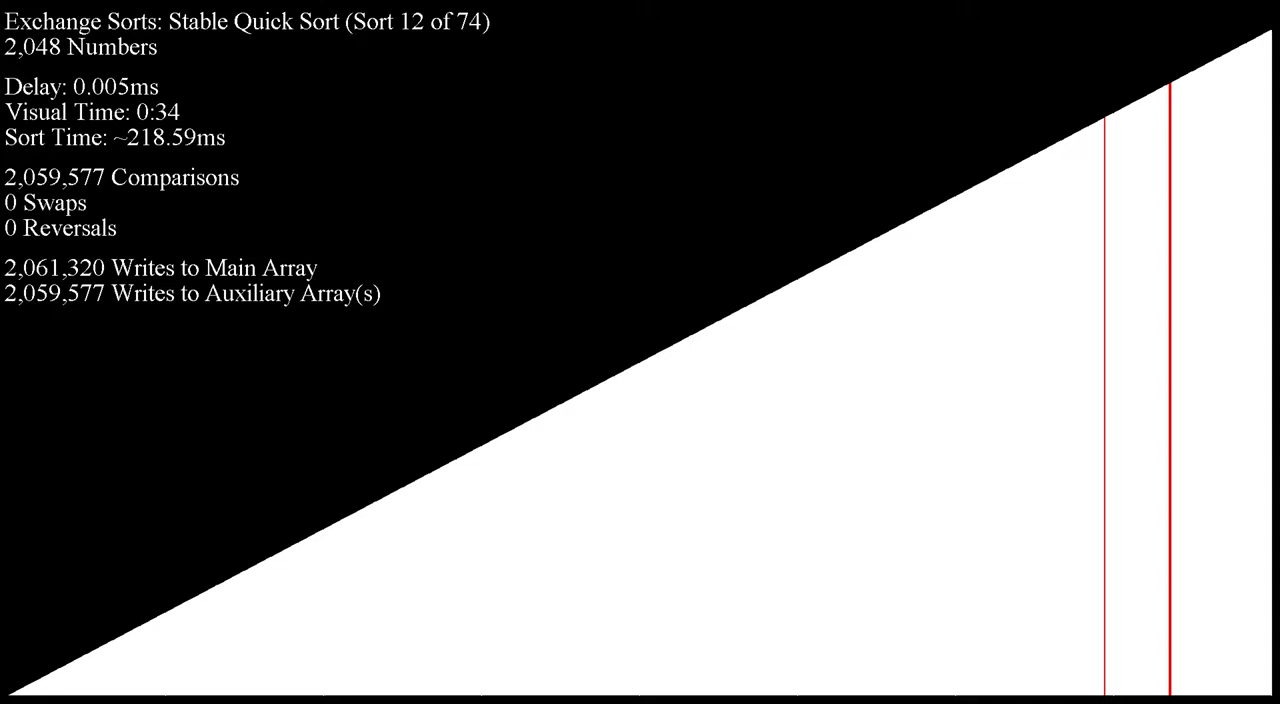 Exchange Sorts: Stable Quick Sort (Sort 12 of 74)
2,048 Numbers
Delay: 0.005ms
Visual Time: 0:34
Sort Time: ~218.59ms
2,059,577 Comparisons
0 Swaps
0 Reversals
2,061,320 Writes to Main Array
2,059,577 Writes to Auxiliary Array(s)